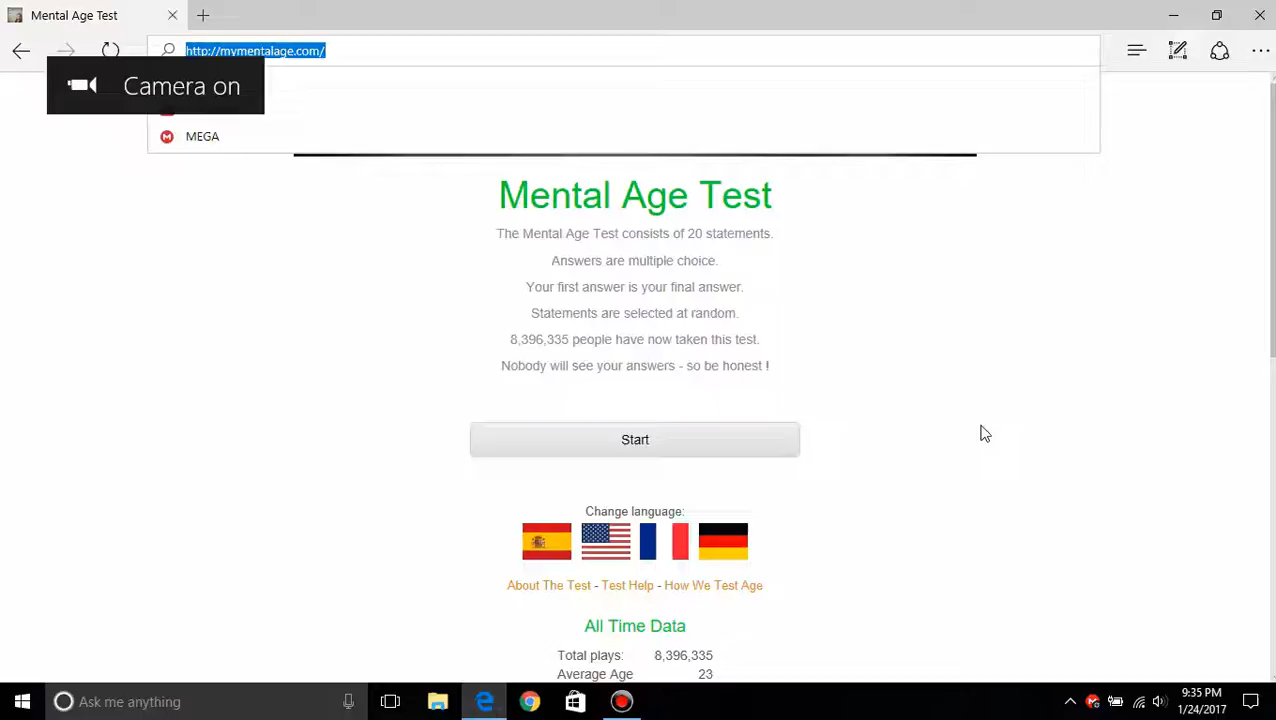 Mental Age Test
http://mymentalage.com/
Camera on
MEGA
Mental Age Test
The Mental Age Test consists of 20 statements.
Answers are multiple choice.
Your first answer is your final answer.
Statements are selected at random.
8,396,335 people have now taken this test.
Nobody will see your answers - so be honest !
Start
Change language:
About The Test - Test Help - How We Test Age
All Time Data
Total plays: 8,396,335
Average Age 23
Ask me anything
9:35 PM
1/24/2017